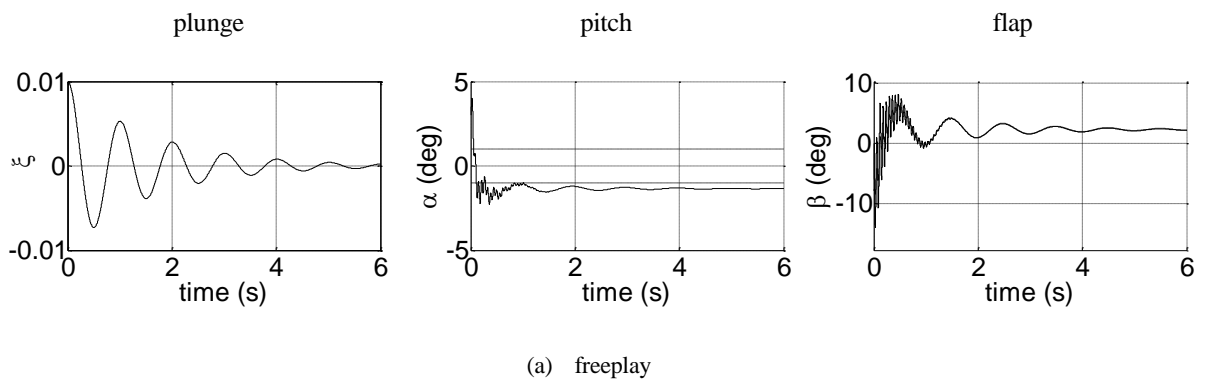 plunge pitch flap
0.01 5 10
ξ 0 α (deg) 0 β (deg) 0
-10
-0.01 -5
0 2 4 6 0 2 4 6 0 2 4 6
time (s) time (s) time (s)
(a) freeplay